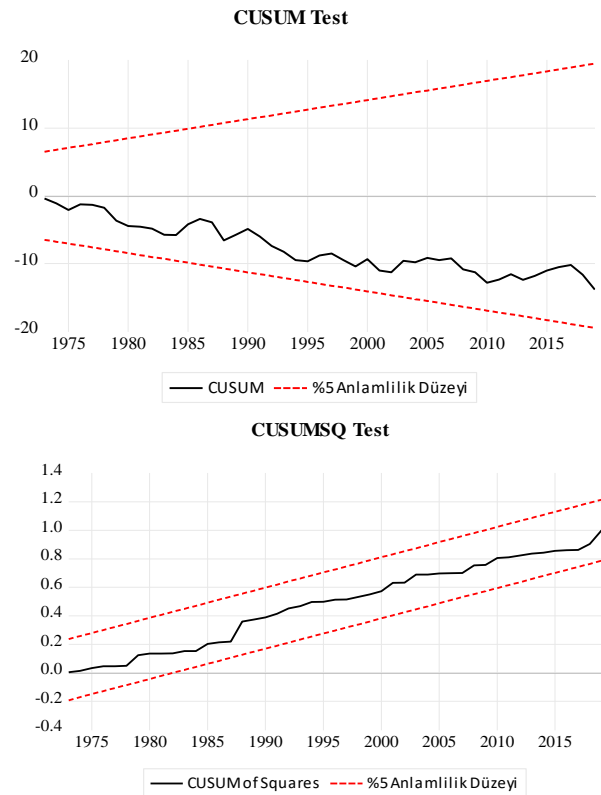 CUSUM Test
20
10
0
-10
-20
1975 1980 1985 1990 1995 2000 2005 2010 2015
CUSUM %5 Anlamlilik Düzeyi
CUSUMSQ Test
1.4
1.2
1.0
0.8
0.6
0.4
0.2
0.0
-0.2
-0.4
1975 1980 1985 1990 1995 2000 2005 2010 2015
CUSUM of Squares %5 Anlamlilik Düzeyi